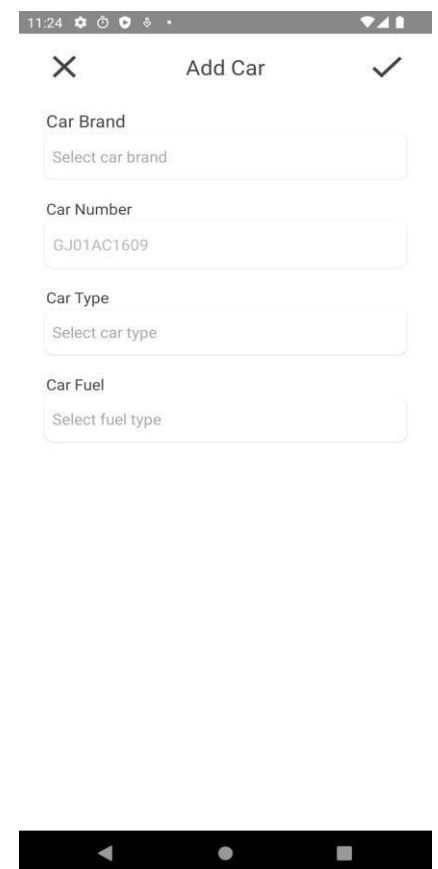 11:24
Add Car
Car Brand
Select car brand
Car Number
GJ01AC1609
Car Type
Select car type
Car Fuel
Select fuel type